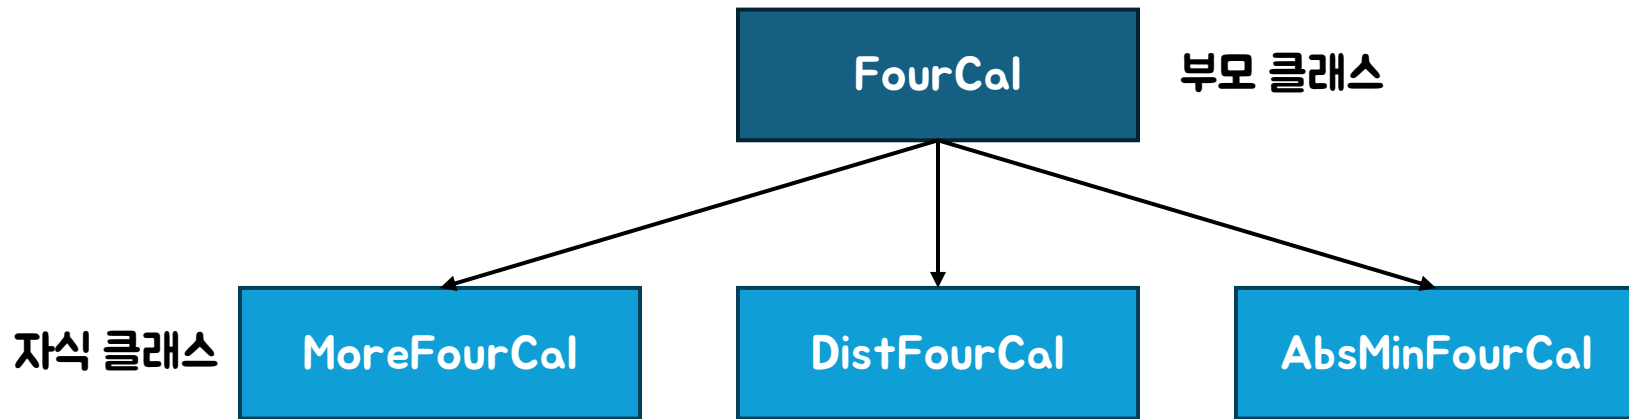 FourCal
부모 클래스
자식 클래스
MoreFourCal
DistFourCal
AbsMinFourCal